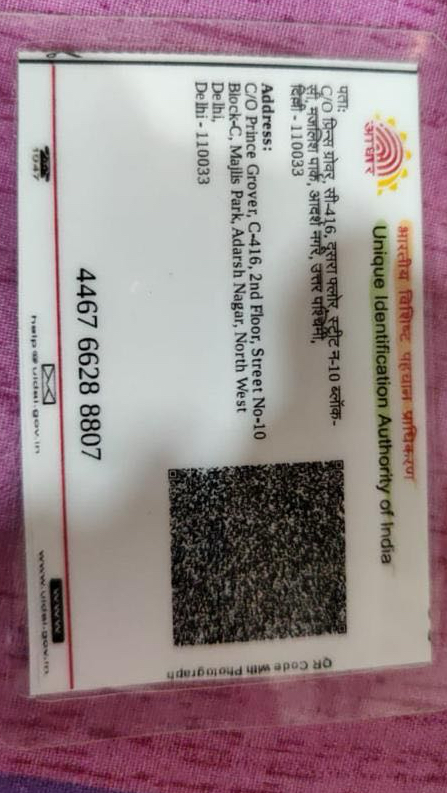 भारतीय विशिष्ट पहचान प्राधिकरण
Unique Identification Authority of India
आधार
पता:
C/O प्रिन्स ग्रोवर, सी-416, दूसरा फ्लोर, स्ट्रीट न-10 ब्लॉक-
सी, मजलिश पार्क, आदर्श नगर, उत्तर पश्चिमी,
दिल्ली - 110033
Address:
C/O Prince Grover, C-416, 2nd Floor, Street No-10
Block-C, Majlis Park, Adarsh Nagar, North West
Delhi,
Delhi - 110033
QR Code with Photograph
4467 6628 8807
1947
help@uidai.gov.in
www
www.uidai.gov.in